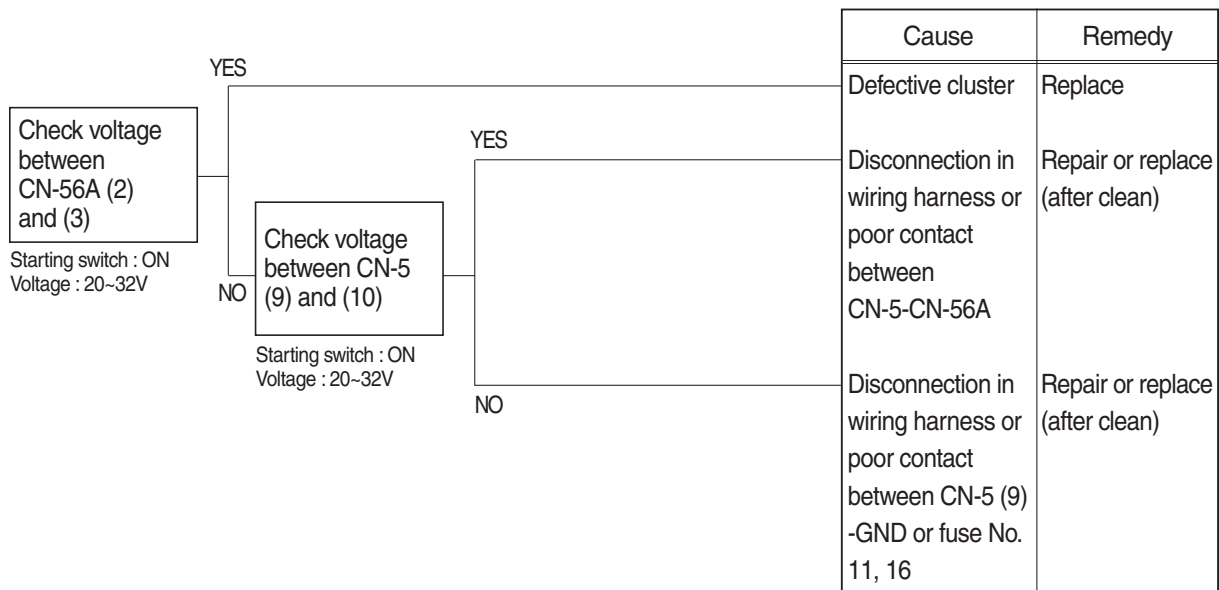 Cause
Remedy
YES
Defective cluster
Replace
Check voltage
between
CN-56A (2)
and (3)
Starting switch : ON
Voltage : 20~32V
YES
Disconnection in
wiring harness or
poor contact
between
CN-5-CN-56A
Repair or replace
(after clean)
NO
Check voltage
between CN-5
(9) and (10)
Starting switch : ON
Voltage : 20~32V
NO
Disconnection in
wiring harness or
poor contact
between CN-5 (9)
-GND or fuse No.
11, 16
Repair or replace
(after clean)